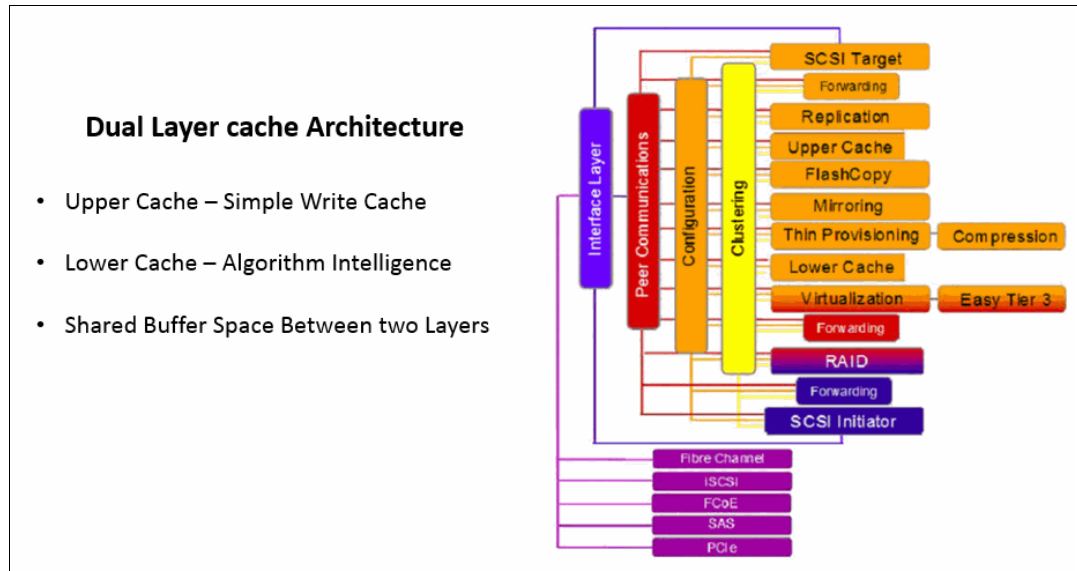 Dual Layer cache Architecture
• Upper Cache – Simple Write Cache
• Lower Cache – Algorithm Intelligence
• Shared Buffer Space Between two Layers
Interface Layer
Peer Communications
Configuration
Clustering
SCSI Target
Forwarding
Replication
Upper Cache
FlashCopy
Mirroring
Thin Provisioning
Compression
Lower Cache
Virtualization
Easy Tier 3
Forwarding
RAID
Forwarding
SCSI Initiator
Fibre Channel
iSCSI
FCoE
SAS
PCIe